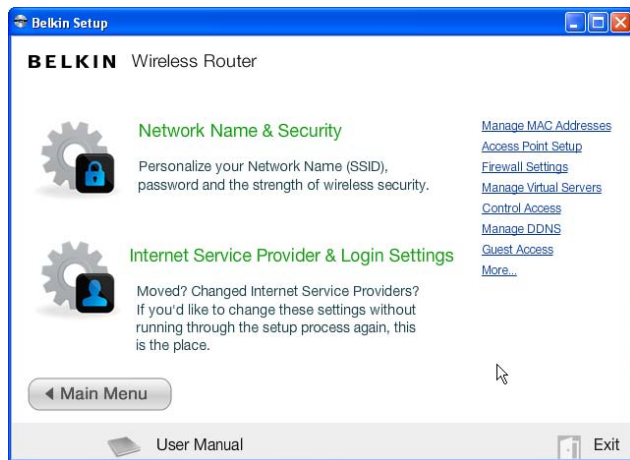 Belkin Setup
BELKIN Wireless Router
Network Name & Security
Personalize your Network Name (SSID),
password and the strength of wireless security.
Internet Service Provider & Login Settings
Moved? Changed Internet Service Providers?
If you'd like to change these settings without
running through the setup process again, this
is the place.
Manage MAC Addresses
Access Point Setup
Firewall Settings
Manage Virtual Servers
Control Access
Manage DDNS
Guest Access
More...
Main Menu
User Manual
Exit